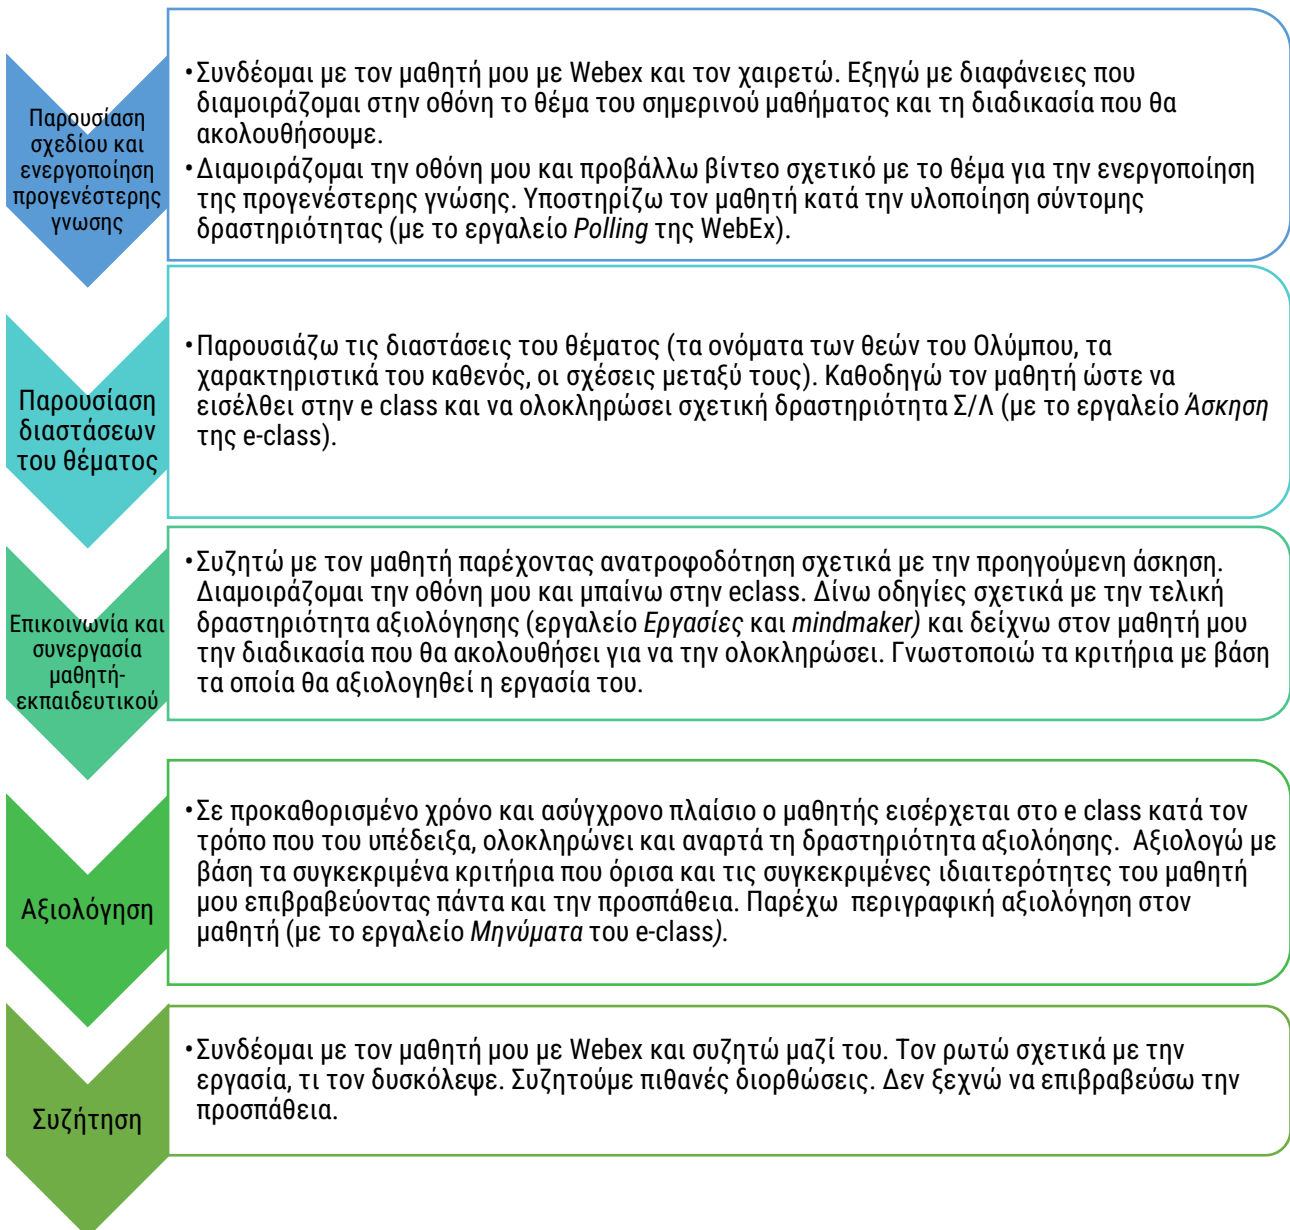 Παρουσίαση
σχεδίου και
ενεργοποίηση
προγενέστερης
γνωσης
•Συνδέομαι με τον μαθητή μου με Webex και τον χαιρετώ. Εξηγώ με διαφάνειες που
διαμοιράζομαι στην οθόνη το θέμα του σημερινού μαθήματος και τη διαδικασία που θα
ακολουθήσουμε.
•Διαμοιράζομαι την οθόνη μου και προβάλλω βίντεο σχετικό με το θέμα για την ενεργοποίηση
της προγενέστερης γνώσης. Υποστηρίζω τον μαθητή κατά την υλοποίηση σύντομης
δραστηριότητας (με το εργαλείο Polling της WebEx).
Παρουσίαση
διαστάσεων
του θέματος
•Παρουσιάζω τις διαστάσεις του θέματος (τα ονόματα των θεών του Ολύμπου, τα
χαρακτηριστικά του καθενός, οι σχέσεις μεταξύ τους). Καθοδηγώ τον μαθητή ώστε να
εισέλθει στην e class και να ολοκληρώσει σχετική δραστηριότητα Σ/Λ (με το εργαλείο Άσκηση
της e-class).
Επικοινωνία και
συνεργασία
μαθητή-
εκπαιδευτικού
•Συζητώ με τον μαθητή παρέχοντας ανατροφοδότηση σχετικά με την προηγούμενη άσκηση.
Διαμοιράζομαι την οθόνη μου και μπαίνω στην eclass. Δίνω οδηγίες σχετικά με την τελική
δραστηριότητα αξιολόγησης (εργαλείο Εργασίες και mindmaker) και δείχνω στον μαθητή μου
την διαδικασία που θα ακολουθήσει για να την ολοκληρώσει. Γνωστοποιώ τα κριτήρια με βάση
τα οποία θα αξιολογηθεί η εργασία του.
Αξιολόγηση
•Σε προκαθορισμένο χρόνο και ασύγχρονο πλαίσιο ο μαθητής εισέρχεται στο e class κατά τον
τρόπο που του υπέδειξα, ολοκληρώνει και αναρτά τη δραστηριότητα αξιολόησης. Αξιολογώ με
βάση τα συγκεκριμένα κριτήρια που όρισα και τις συγκεκριμένες ιδιαιτερότητες του μαθητή
μου επιβραβεύοντας πάντα και την προσπάθεια. Παρέχω περιγραφική αξιολόγηση στον
μαθητή (με το εργαλείο Μηνύματα του e-class).
Συζήτηση
•Συνδέομαι με τον μαθητή μου με Webex και συζητώ μαζί του. Τον ρωτώ σχετικά με την
εργασία, τι τον δυσκόλεψε. Συζητούμε πιθανές διορθώσεις. Δεν ξεχνώ να επιβραβεύσω την
προσπάθεια.